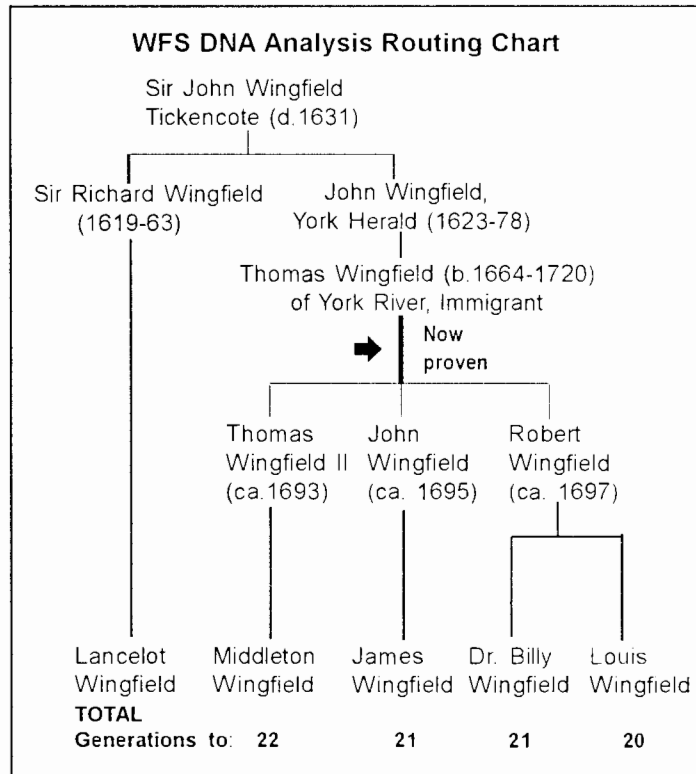 WFS DNA Analysis Routing Chart
Sir John Wingfield
Tickencote (d.1631)
Sir Richard Wingfield
(1619-63)
John Wingfield,
York Herald (1623-78)
Thomas Wingfield (b.1664-1720)
of York River, Immigrant
Now
proven
Thomas
Wingfield II
(ca.1693)
John
Wingfield
(ca. 1695)
Robert
Wingfield
(ca. 1697)
Lancelot
Wingfield
Middleton
Wingfield
James
Wingfield
Dr. Billy
Wingfield
Louis
Wingfield
TOTAL
Generations to: 22 21 21 20